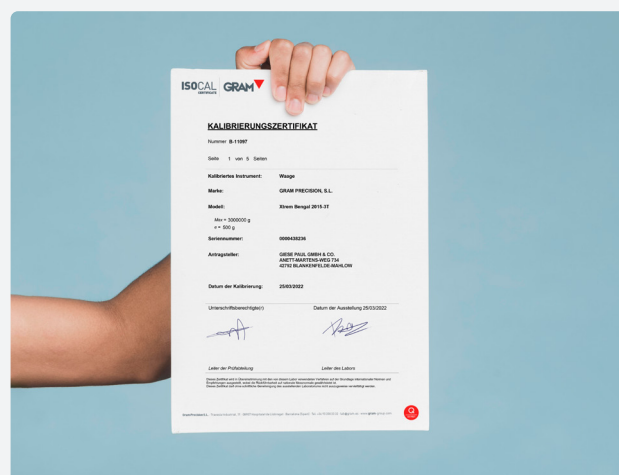 ISOCAL GRAM
CERTIFICATE
KALIBRIERUNGSZERTIFIKAT
Nummer B-11097
Seite 1 von 5 Seiten
Kalibriertes Instrument: Waage
Marke: GRAM PRECISION, S.L.
Modell: Xtrem Bengal 2015-3T
Max = 3000000 g
e = 500 g
Seriennummer: 0000438236
Antragsteller: GIESE PAUL GMBH & CO.
ANETT-MARTENS-WEG 734
42792 BLANKENFELDE-MAHLOW
Datum der Kalibrierung: 25/03/2022
Unterschriftsberechtigte(r) Datum der Ausstellung 25/03/2022
Leiter der Prüfabteilung Leiter des Labors